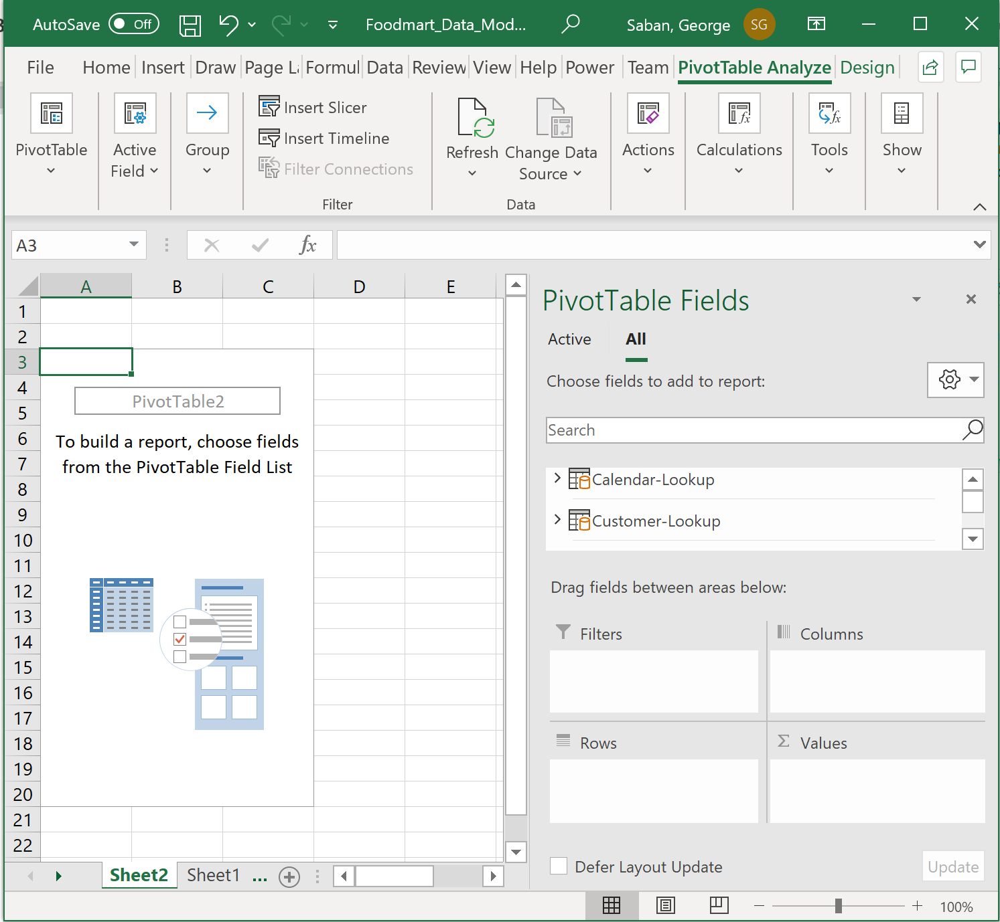 AutoSave Off Foodmart_Data_Mod... Saban, George SG
File Home Insert Draw Page L Formul Data Review View Help Power Team PivotTable Analyze Design
PivotTable
Active
Field
Group
Insert Slicer
Insert Timeline
Filter Connections
Filter
Refresh
Change Data
Source
Data
Actions
Calculations
Tools
Show
A3 fx
A B C D E
1
2
3
4
5
6
7
8
9
10
11
12
13
14
15
16
17
18
19
20
21
22
PivotTable2
To build a report, choose fields
from the PivotTable Field List
PivotTable Fields
Active All
Choose fields to add to report:
Search
Calendar-Lookup
Customer-Lookup
Drag fields between areas below:
Filters
Columns
Rows
Σ Values
Defer Layout Update Update
Sheet2 Sheet1 ...
100%